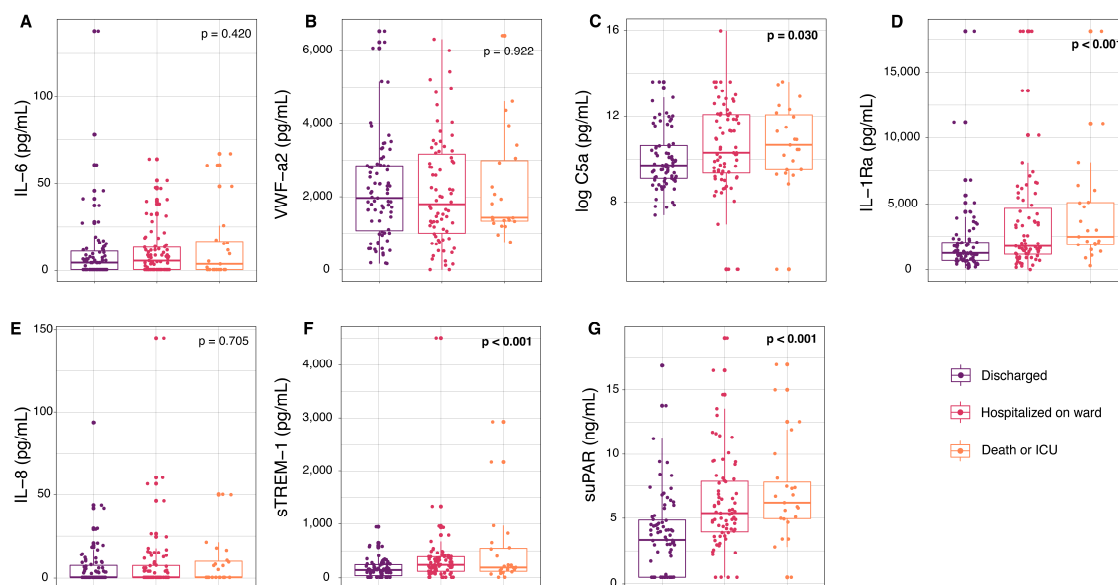 A
p = 0.420
IL−6 (pg/mL)
100
50
0
B
p = 0.922
VWF−a2 (pg/mL)
6,000
4,000
2,000
0
C
p = 0.030
log C5a (pg/mL)
16
12
8
D
p < 0.001
IL−1Ra (pg/mL)
15,000
10,000
5,000
0
E
p = 0.705
IL−8 (pg/mL)
150
100
50
0
F
p < 0.001
sTREM−1 (pg/mL)
4,000
3,000
2,000
1,000
0
G
p < 0.001
suPAR (ng/mL)
15
10
5
0
Discharged
Hospitalized on ward
Death or ICU